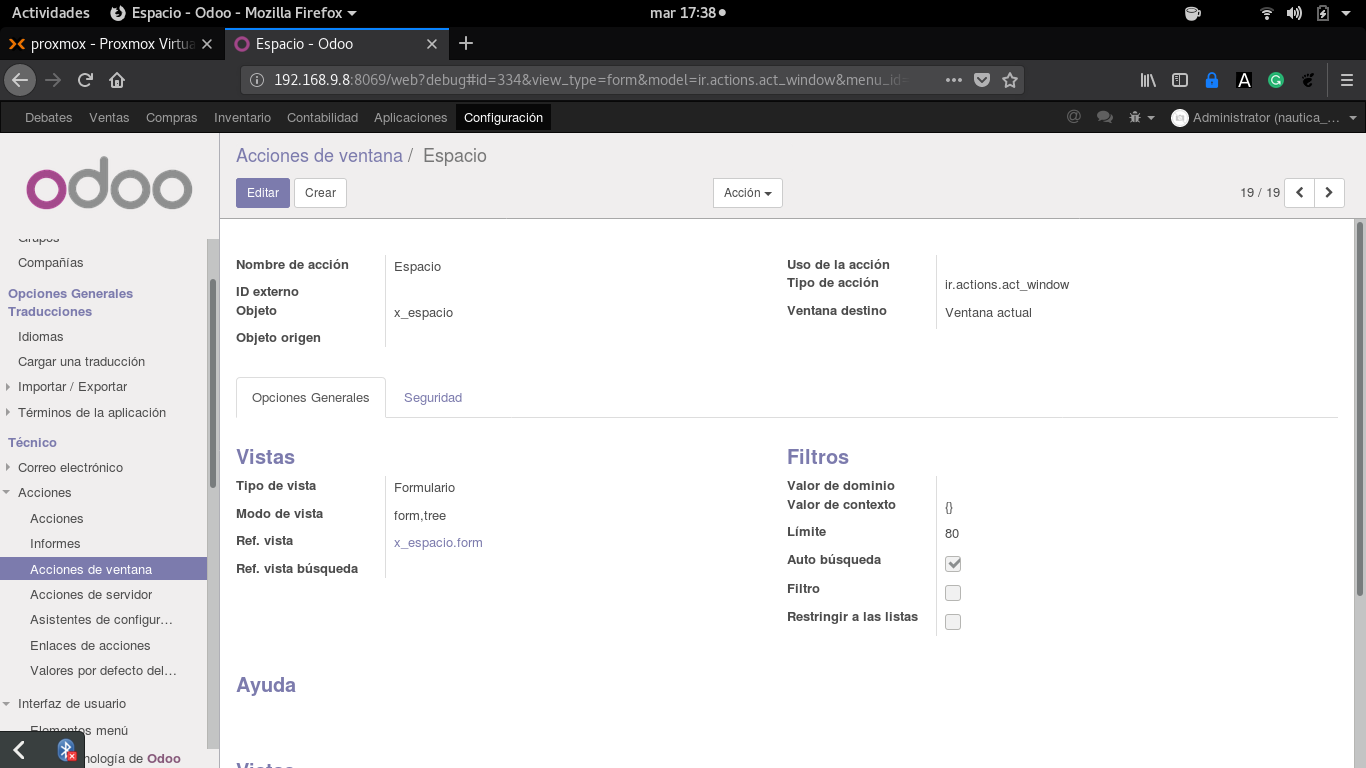 Actividades
Espacio - Odoo - Mozilla Firefox
mar 17:38
proxmox - Proxmox Virtua
Espacio - Odoo
192.168.9.8:8069/web?debug#id=334&view_type=form&model=ir.actions.act_window&menu_id=
Debates Ventas Compras Inventario Contabilidad Aplicaciones Configuración
@ Administrator (nautica_...
odoo
Acciones de ventana / Espacio
Editar Crear
Acción
19 / 19
Grupos
Compañías
Opciones Generales
Traducciones
Idiomas
Cargar una traducción
Importar / Exportar
Términos de la aplicación
Técnico
Correo electrónico
Acciones
Acciones
Informes
Acciones de ventana
Acciones de servidor
Asistentes de configur...
Enlaces de acciones
Valores por defecto del...
Interfaz de usuario
Elementos menú
nología de Odoo
Nombre de acción Espacio
ID externo
Objeto x_espacio
Objeto origen
Uso de la acción
Tipo de acción ir.actions.act_window
Ventana destino Ventana actual
Opciones Generales Seguridad
Vistas
Tipo de vista Formulario
Modo de vista form,tree
Ref. vista x_espacio.form
Ref. vista búsqueda
Filtros
Valor de dominio
Valor de contexto {}
Límite 80
Auto búsqueda
Filtro
Restringir a las listas
Ayuda
Vistas